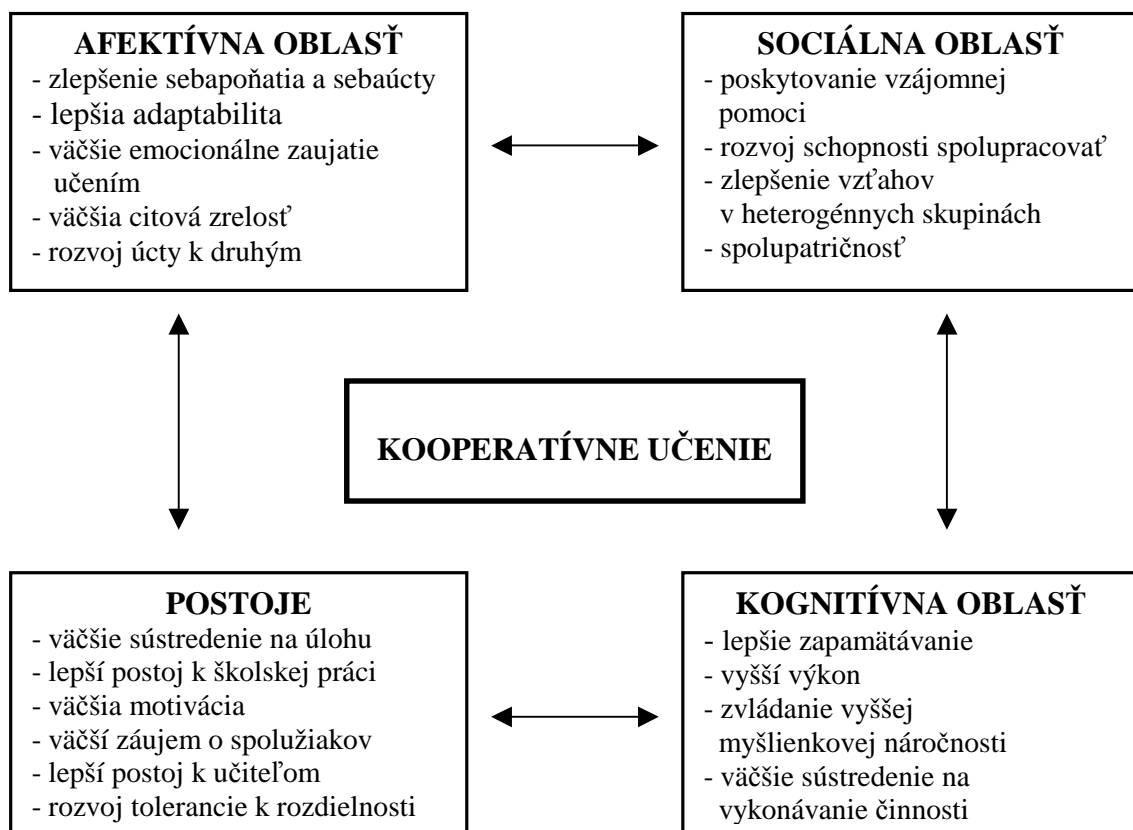 AFEKTÍVNA OBLASŤ
- zlepšenie sebapoňatia a sebaúcty
- lepšia adaptabilita
- väčšie emocionálne zaujatie
učením
- väčšia citová zrelosť
- rozvoj úcty k druhým
SOCIÁLNA OBLASŤ
- poskytovanie vzájomnej
pomoci
- rozvoj schopnosti spolupracovať
- zlepšenie vzťahov
v heterogénnych skupinách
- spolupatričnosť
KOOPERATÍVNE UČENIE
POSTOJE
- väčšie sústredenie na úlohu
- lepší postoj k školskej práci
- väčšia motivácia
- väčší záujem o spolužiakov
- lepší postoj k učiteľom
- rozvoj tolerancie k rozdielnosti
KOGNITÍVNA OBLASŤ
- lepšie zapamätávanie
- vyšší výkon
- zvládanie vyššej
myšlienkovej náročnosti
- väčšie sústredenie na
vykonávanie činnosti